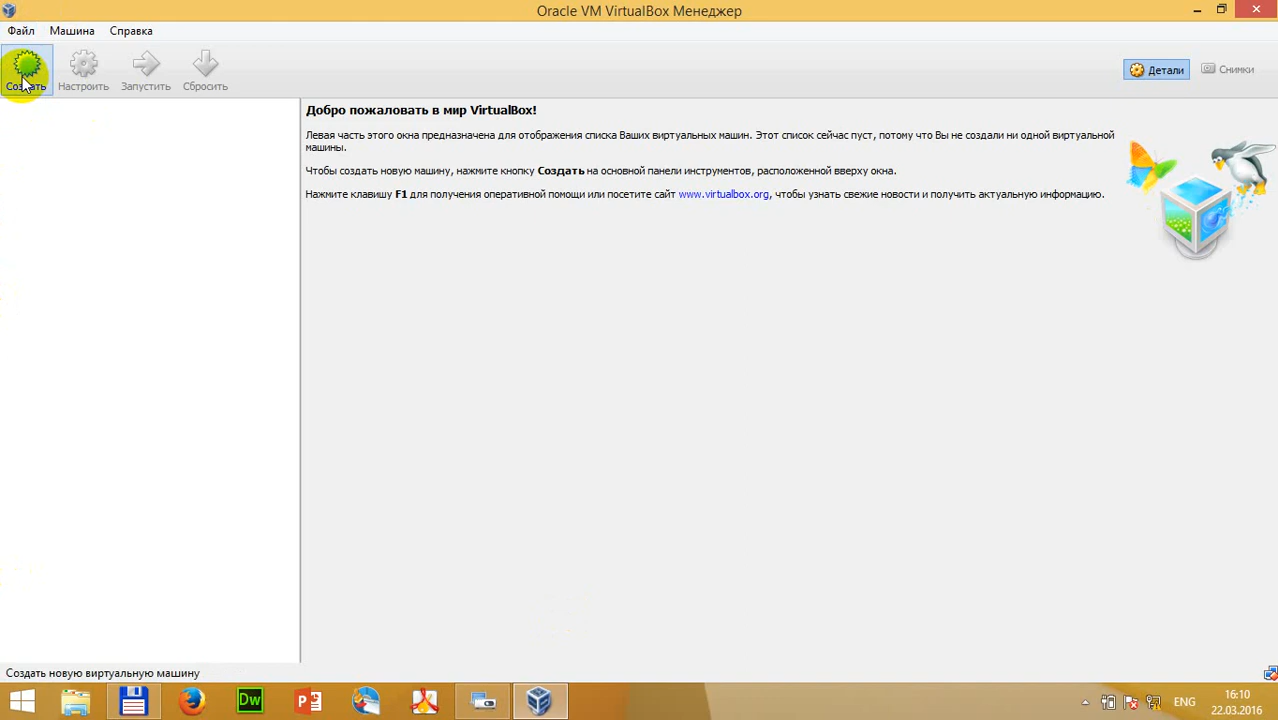 Oracle VM VirtualBox Менеджер
Файл Машина Справка
Создать Настроить Запустить Сбросить
Детали Снимки
Добро пожаловать в мир VirtualBox!
Левая часть этого окна предназначена для отображения списка Ваших виртуальных машин. Этот список сейчас пуст, потому что Вы не создали ни одной виртуальной
машины.
Чтобы создать новую машину, нажмите кнопку Создать на основной панели инструментов, расположенной вверху окна.
Нажмите клавишу F1 для получения оперативной помощи или посетите сайт www.virtualbox.org, чтобы узнать свежие новости и получить актуальную информацию.
Создать новую виртуальную машину
Dw
ENG
16:10
22.03.2016